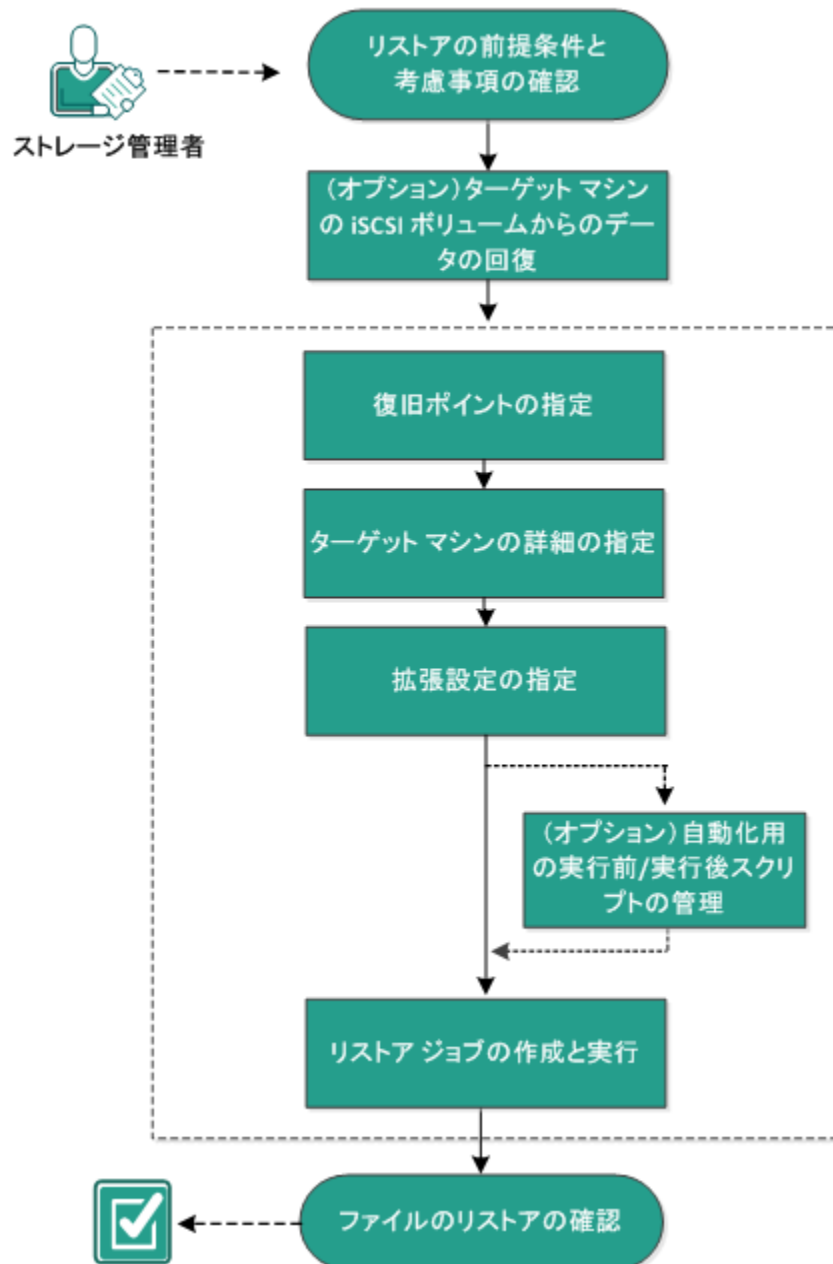 リストアの前提条件と
考慮事項の確認
ストレージ管理者
(オプション)ターゲット マシン
の iSCSI ボリュームからのデー
タの回復
復旧ポイントの指定
ターゲット マシンの詳細の指定
拡張設定の指定
(オプション)自動化用
の実行前/実行後スクリ
プトの管理
リストア ジョブの作成と実行
ファイルのリストアの確認